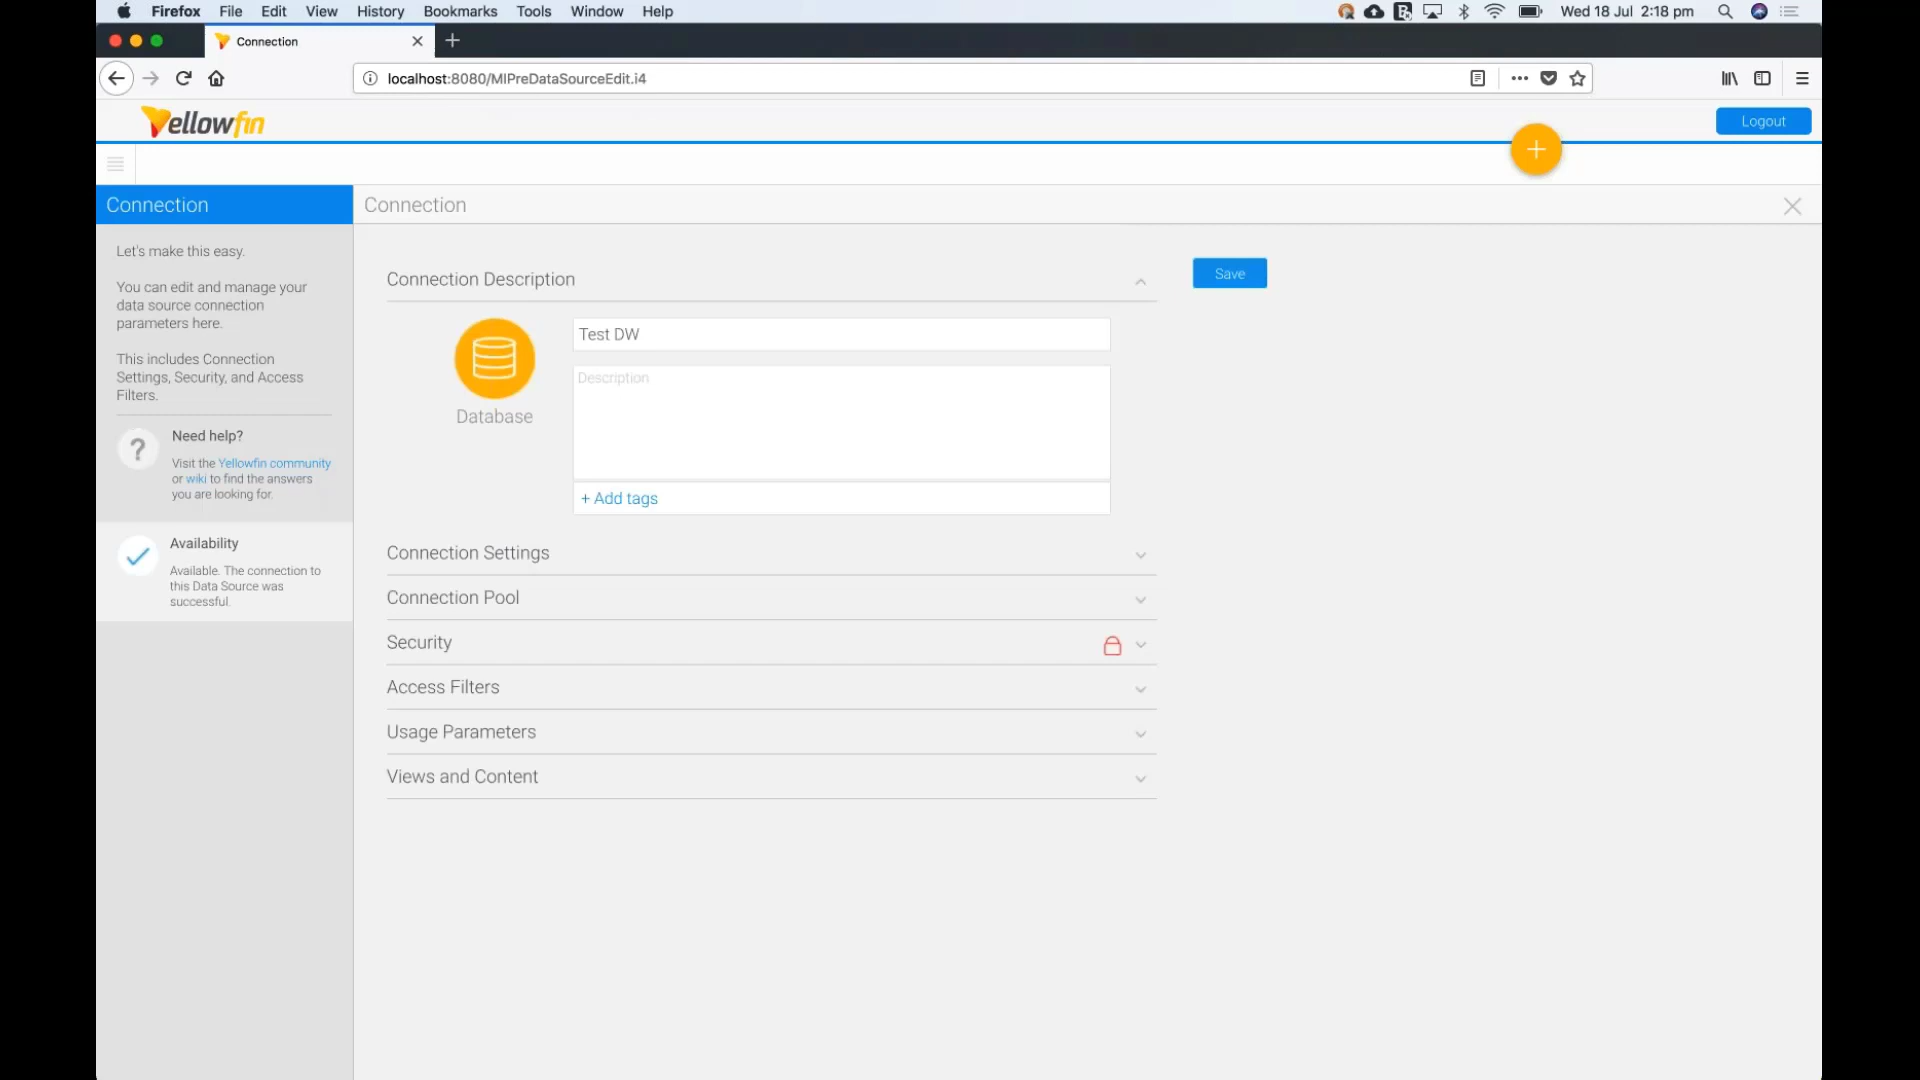 Firefox File Edit View History Bookmarks Tools Window Help Wed 18 Jul 2:18 pm
Connection
localhost:8080/MIPreDataSourceEdit.i4
Yellowfin
Logout
Connection
Connection
Let's make this easy.
You can edit and manage your
data source connection
parameters here.
This includes Connection
Settings, Security, and Access
Filters.
Need help?
Visit the Yellowfin community
or wiki to find the answers
you are looking for.
Availability
Available. The connection to
this Data Source was
successful.
Connection Description
Save
Test DW
Description
Database
+ Add tags
Connection Settings
Connection Pool
Security
Access Filters
Usage Parameters
Views and Content